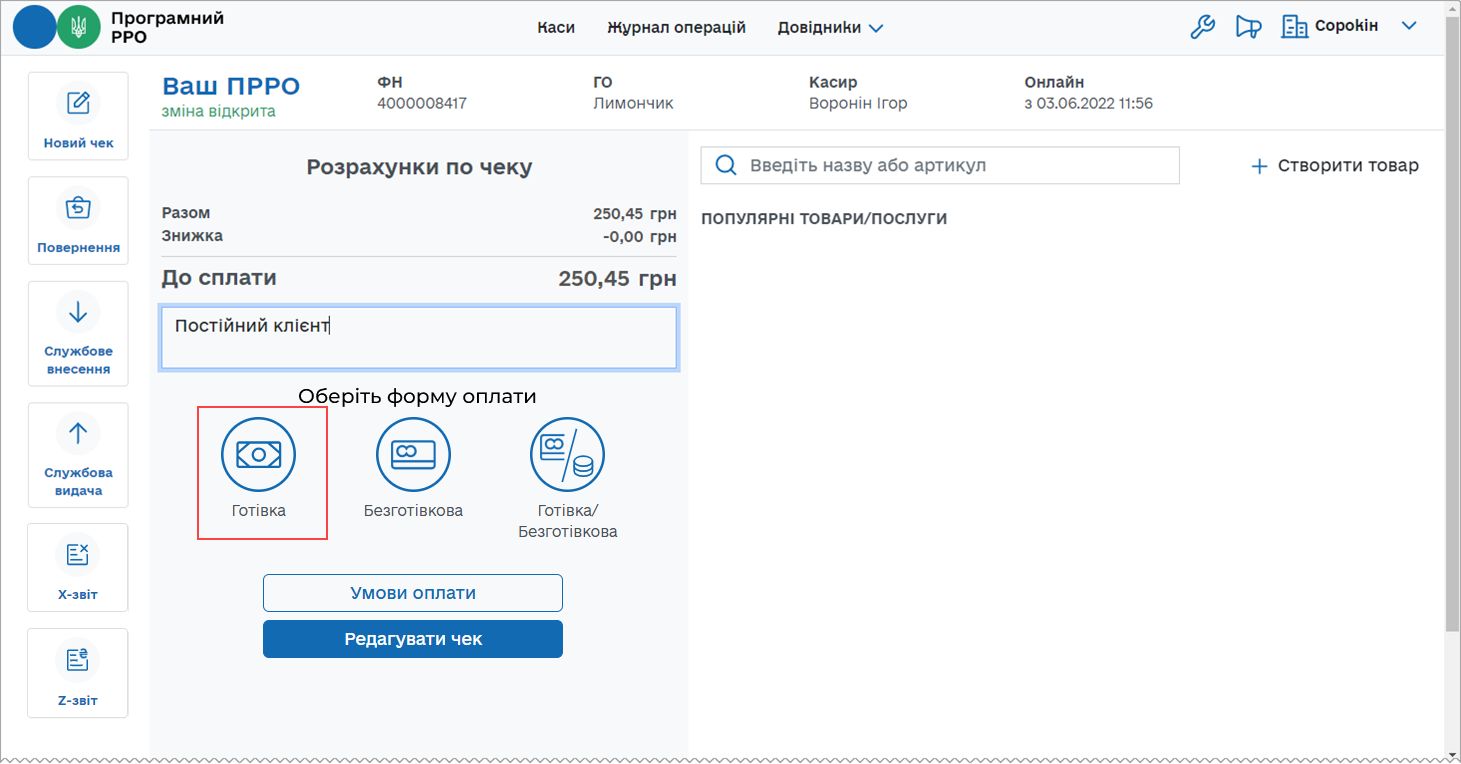 Програмний
РРО
Каси
Журнал операцій
Довідники
Сорокін
Новий чек
Повернення
Службове
внесення
Службова
видача
X-звіт
Z-звіт
Ваш ПРРО
зміна відкрита
ФН
4000008417
ГО
Лимончик
Касир
Воронін Ігор
Онлайн
з 03.06.2022 11:56
Розрахунки по чеку
Разом 250,45 грн
Знижка -0,00 грн
До сплати 250,45 грн
Постійний клієнт
Оберіть форму оплати
Готівка
Безготівкова
Готівка/
Безготівкова
Умови оплати
Редагувати чек
Введіть назву або артикул
Створити товар
ПОПУЛЯРНІ ТОВАРИ/ПОСЛУГИ